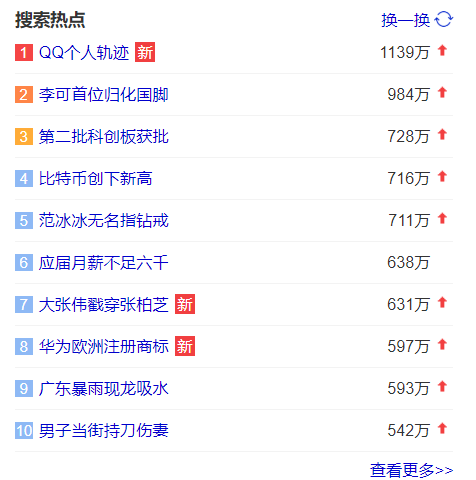 搜索热点 换一换
1 QQ个人轨迹 新 1139万
2 李可首位归化国脚 984万
3 第二批科创板获批 728万
4 比特币创下新高 716万
5 范冰冰无名指钻戒 711万
6 应届月薪不足六千 638万
7 大张伟戳穿张柏芝 新 631万
8 华为欧洲注册商标 新 597万
9 广东暴雨现龙吸水 593万
10 男子当街持刀伤妻 542万
查看更多>>